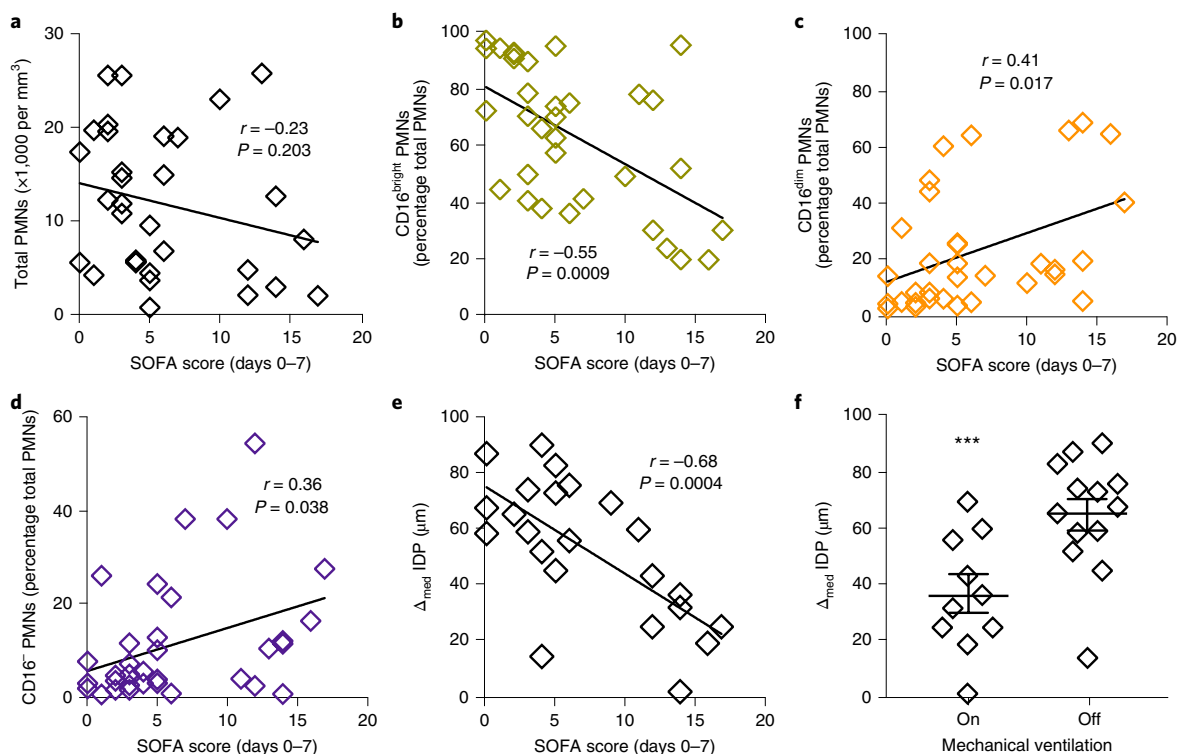 a
Total PMNs (×1,000 per mm³)
30
20
10
0
r = −0.23
P = 0.203
0 5 10 15 20
SOFA score (days 0–7)
b
CD16bright PMNs
(percentage total PMNs)
100
80
60
40
20
0
r = −0.55
P = 0.0009
0 5 10 15 20
SOFA score (days 0–7)
c
CD16dim PMNs
(percentage total PMNs)
100
80
60
40
20
0
r = 0.41
P = 0.017
0 5 10 15 20
SOFA score (days 0–7)
d
CD16− PMNs (percentage total PMNs)
60
40
20
0
r = 0.36
P = 0.038
0 5 10 15 20
SOFA score (days 0–7)
e
Δmed IDP (μm)
100
80
60
40
20
0
r = −0.68
P = 0.0004
0 5 10 15 20
SOFA score (days 0–7)
f
Δmed IDP (μm)
100
80
60
40
20
0
***
On Off
Mechanical ventilation